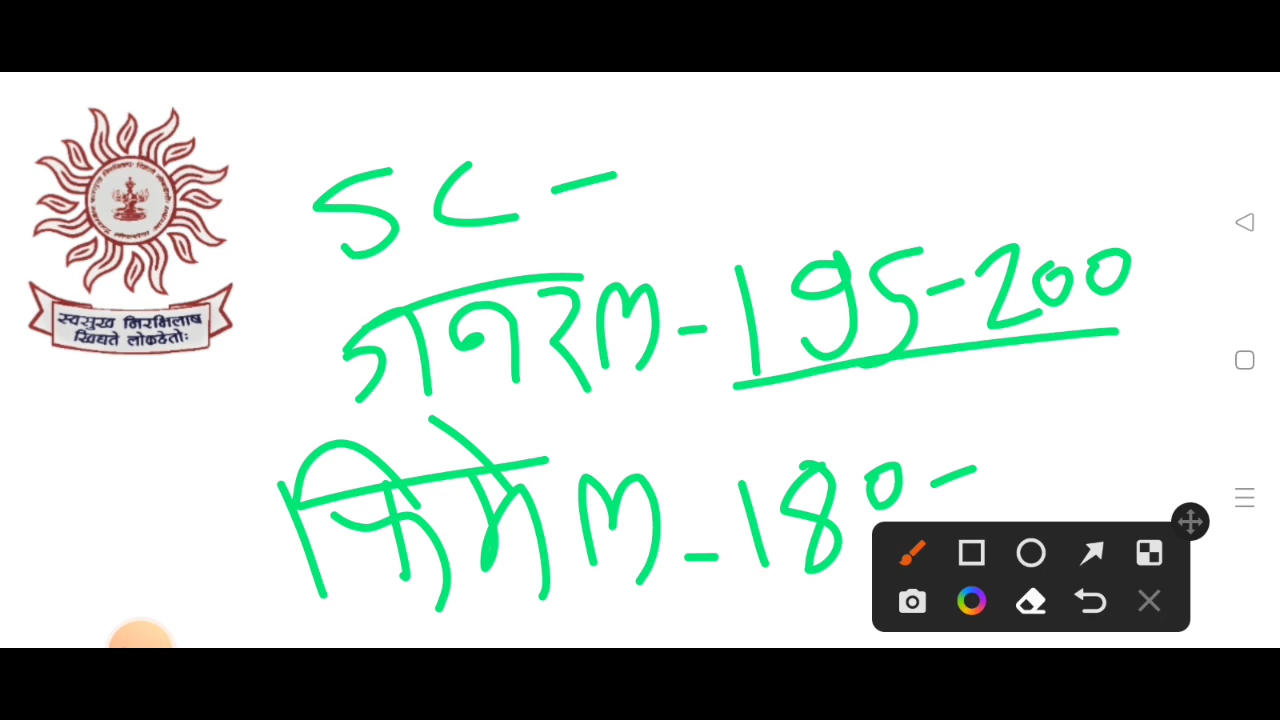 स्वसुख निरभिलाष
खिद्यते लोकहेतोः
SC -
जनरल - 195-200
फिमेल - 180-